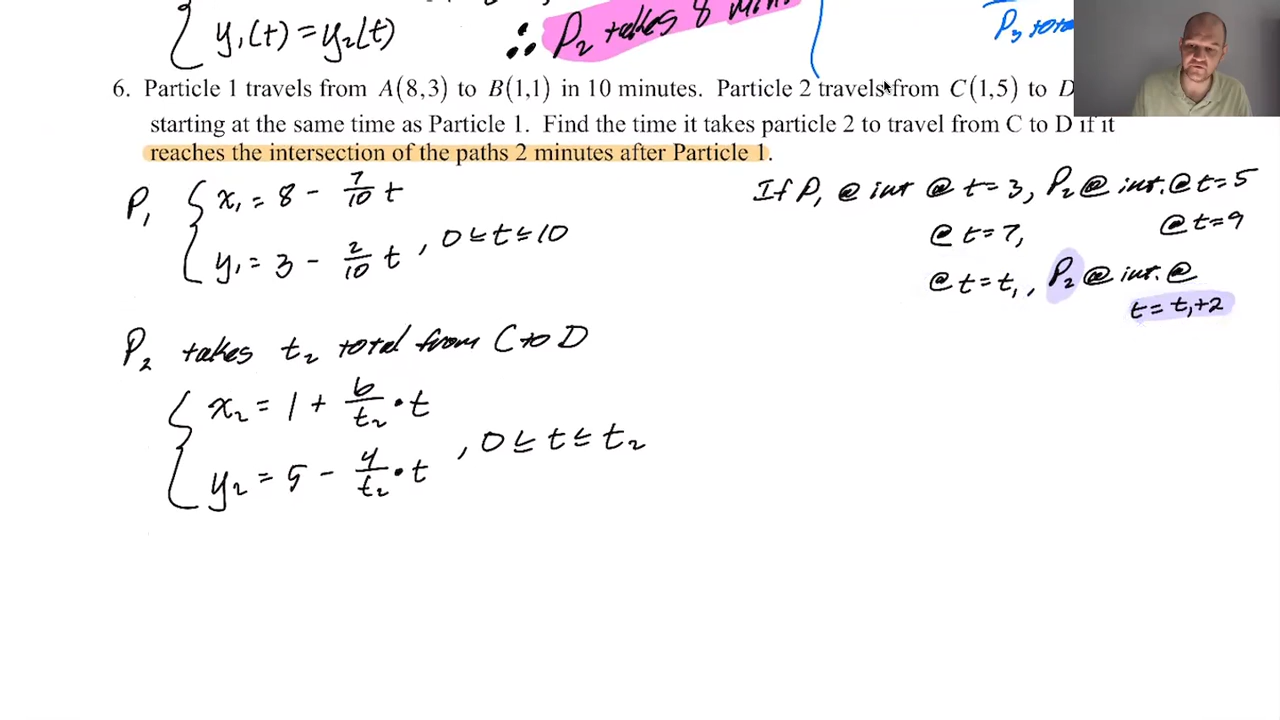 y₁(t) = y₂(t)
∴ P₂ takes 8 min
P₃ total
6. Particle 1 travels from A(8,3) to B(1,1) in 10 minutes. Particle 2 travels from C(1,5) to D
starting at the same time as Particle 1. Find the time it takes particle 2 to travel from C to D if it
reaches the intersection of the paths 2 minutes after Particle 1.
P₁ { x₁ = 8 - 7/10 t
y₁ = 3 - 2/10 t , 0 ≤ t ≤ 10
If P₁ @ int @ t = 3, P₂ @ int. @ t = 5
@ t = 7, @ t = 9
@ t = t₁, P₂ @ int. @
t = t₁ + 2
P₂ takes t₂ total from C to D
{ x₂ = 1 + 6/t₂ • t
y₂ = 5 - 4/t₂ • t , 0 ≤ t ≤ t₂